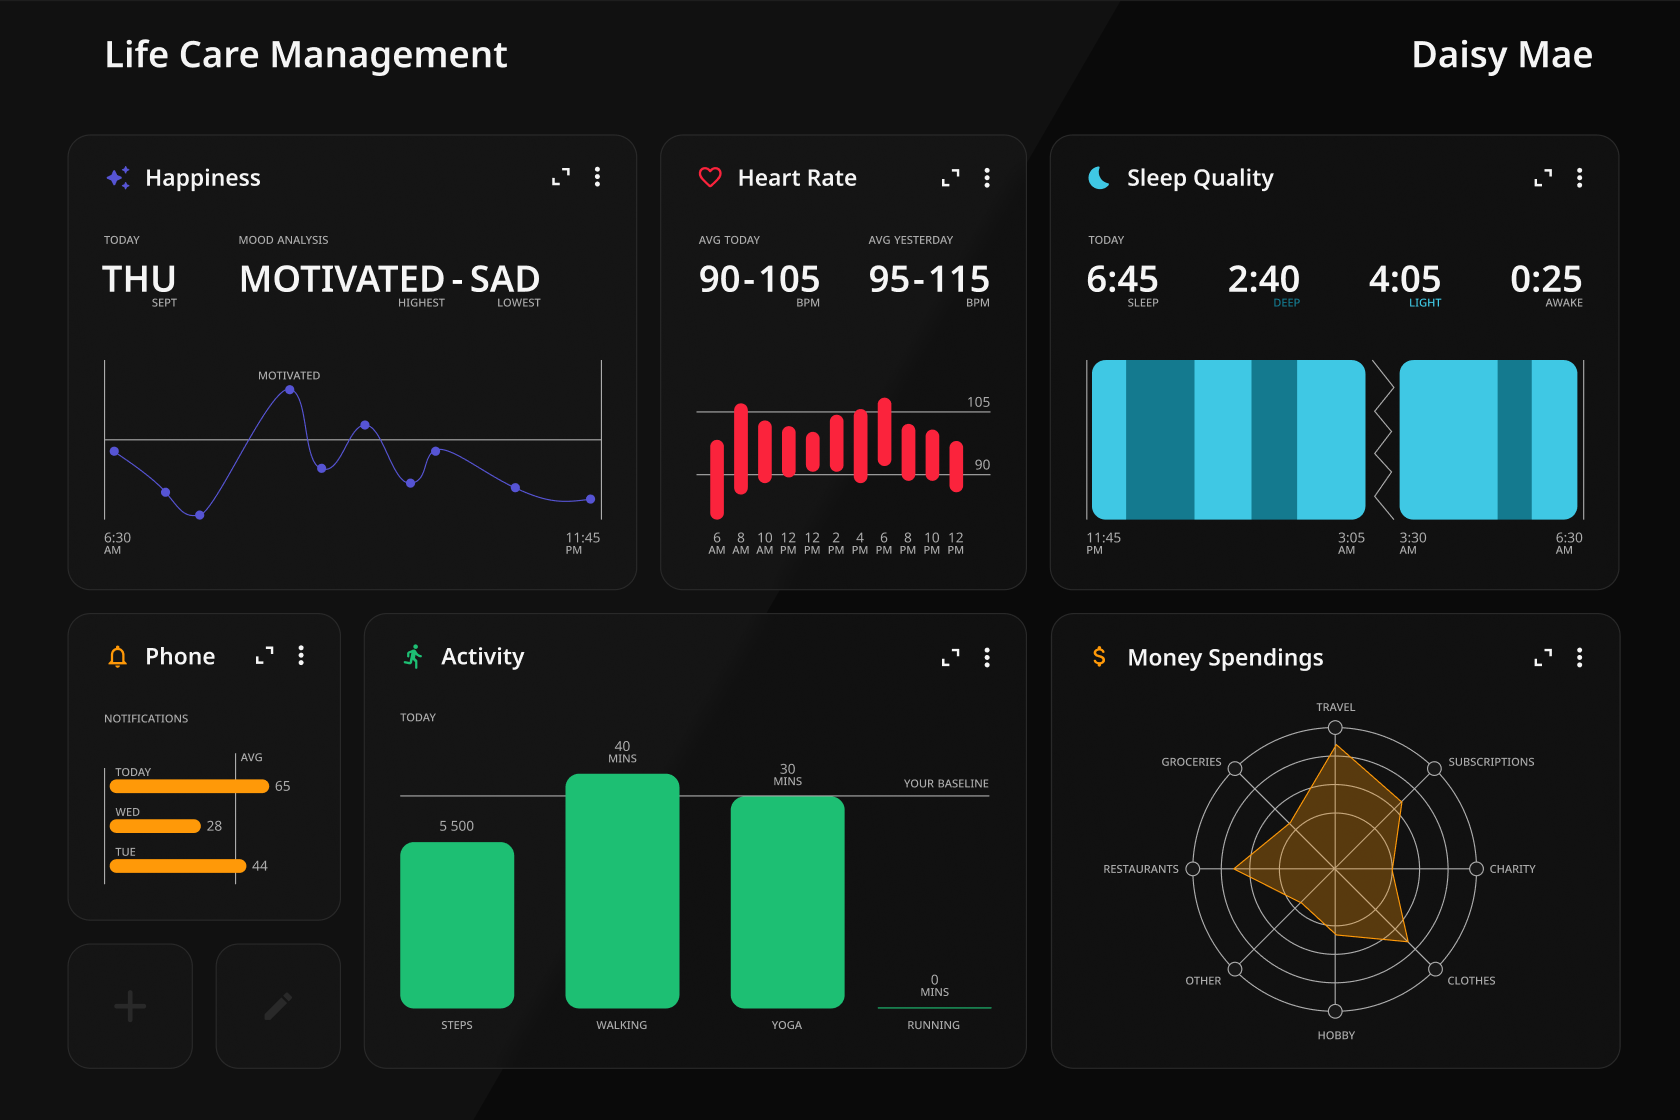 Life Care Management
Daisy Mae
Happiness
TODAY
MOOD ANALYSIS
THU
MOTIVATED - SAD
SEPT
HIGHEST
LOWEST
MOTIVATED
6:30
AM
11:45
PM
Heart Rate
AVG TODAY
AVG YESTERDAY
90-105
95-115
BPM
BPM
105
90
6 8 10 12 12 2 4 6 8 10 12
AM AM AM PM PM PM PM PM PM PM PM
Sleep Quality
TODAY
6:45
2:40
4:05
0:25
SLEEP
DEEP
LIGHT
AWAKE
11:45
PM
3:05
AM
3:30
AM
6:30
AM
Phone
NOTIFICATIONS
AVG
TODAY
65
WED
28
TUE
44
Activity
TODAY
40
MINS
30
MINS
YOUR BASELINE
5 500
0
MINS
STEPS
WALKING
YOGA
RUNNING
Money Spendings
TRAVEL
GROCERIES
SUBSCRIPTIONS
RESTAURANTS
CHARITY
OTHER
CLOTHES
HOBBY